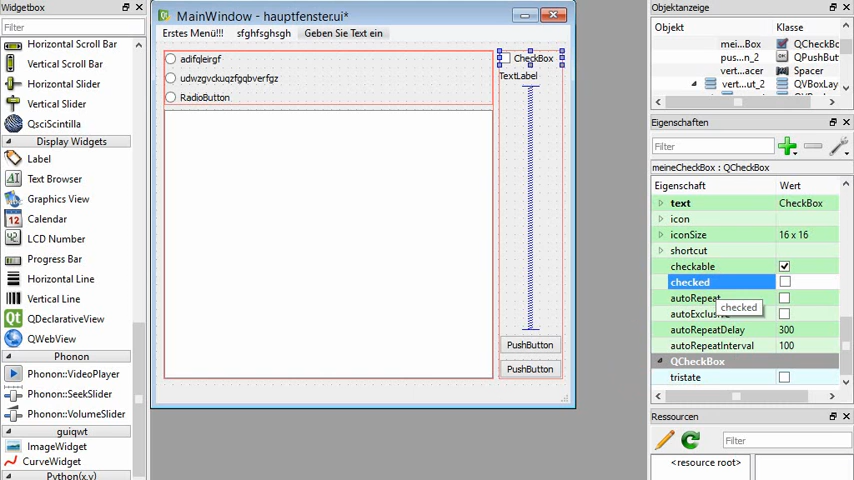 Widgetbox
Filter
Horizontal Scroll Bar
Vertical Scroll Bar
Horizontal Slider
Vertical Slider
QsciScintilla
Display Widgets
Label
Text Browser
Graphics View
Calendar
LCD Number
Progress Bar
Horizontal Line
Vertical Line
QDeclarativeView
QWebView
Phonon
Phonon::VideoPlayer
Phonon::SeekSlider
Phonon::VolumeSlider
guiqwt
ImageWidget
CurveWidget
Python(x,y)
MainWindow - hauptfenster.ui*
Erstes Menü!!! sfghfsghsgh Geben Sie Text ein
adifqleirgf
udwzgvckuqzfgqbverfgz
RadioButton
CheckBox
TextLabel
PushButton
PushButton
Objektanzeige
Objekt Klasse
mei...Box QCheckB
pus...n_2 QPushBut
vert...acer Spacer
vert...ut_2 QVBoxLay
Eigenschaften
Filter
meineCheckBox : QCheckBox
Eigenschaft Wert
text CheckBox
icon
iconSize 16 x 16
shortcut
checkable
checked
autoRepeat
autoExclusive
checked
autoRepeatDelay 300
autoRepeatInterval 100
QCheckBox
tristate
Ressourcen
Filter
<resource root>